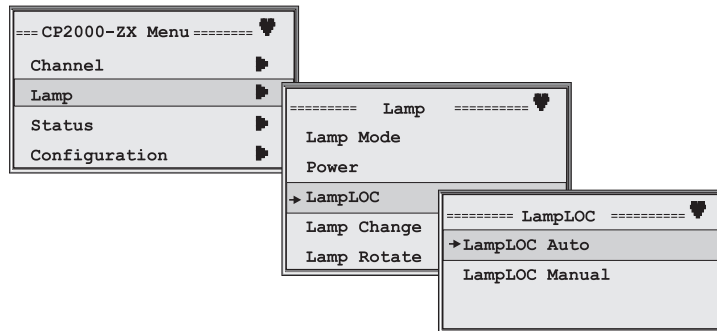 === CP2000-ZX Menu ========
Channel
Lamp
Status
Configuration
========= Lamp ==========
Lamp Mode
Power
LampLOC
Lamp Change
Lamp Rotate
========= LampLOC ==========
LampLOC Auto
LampLOC Manual